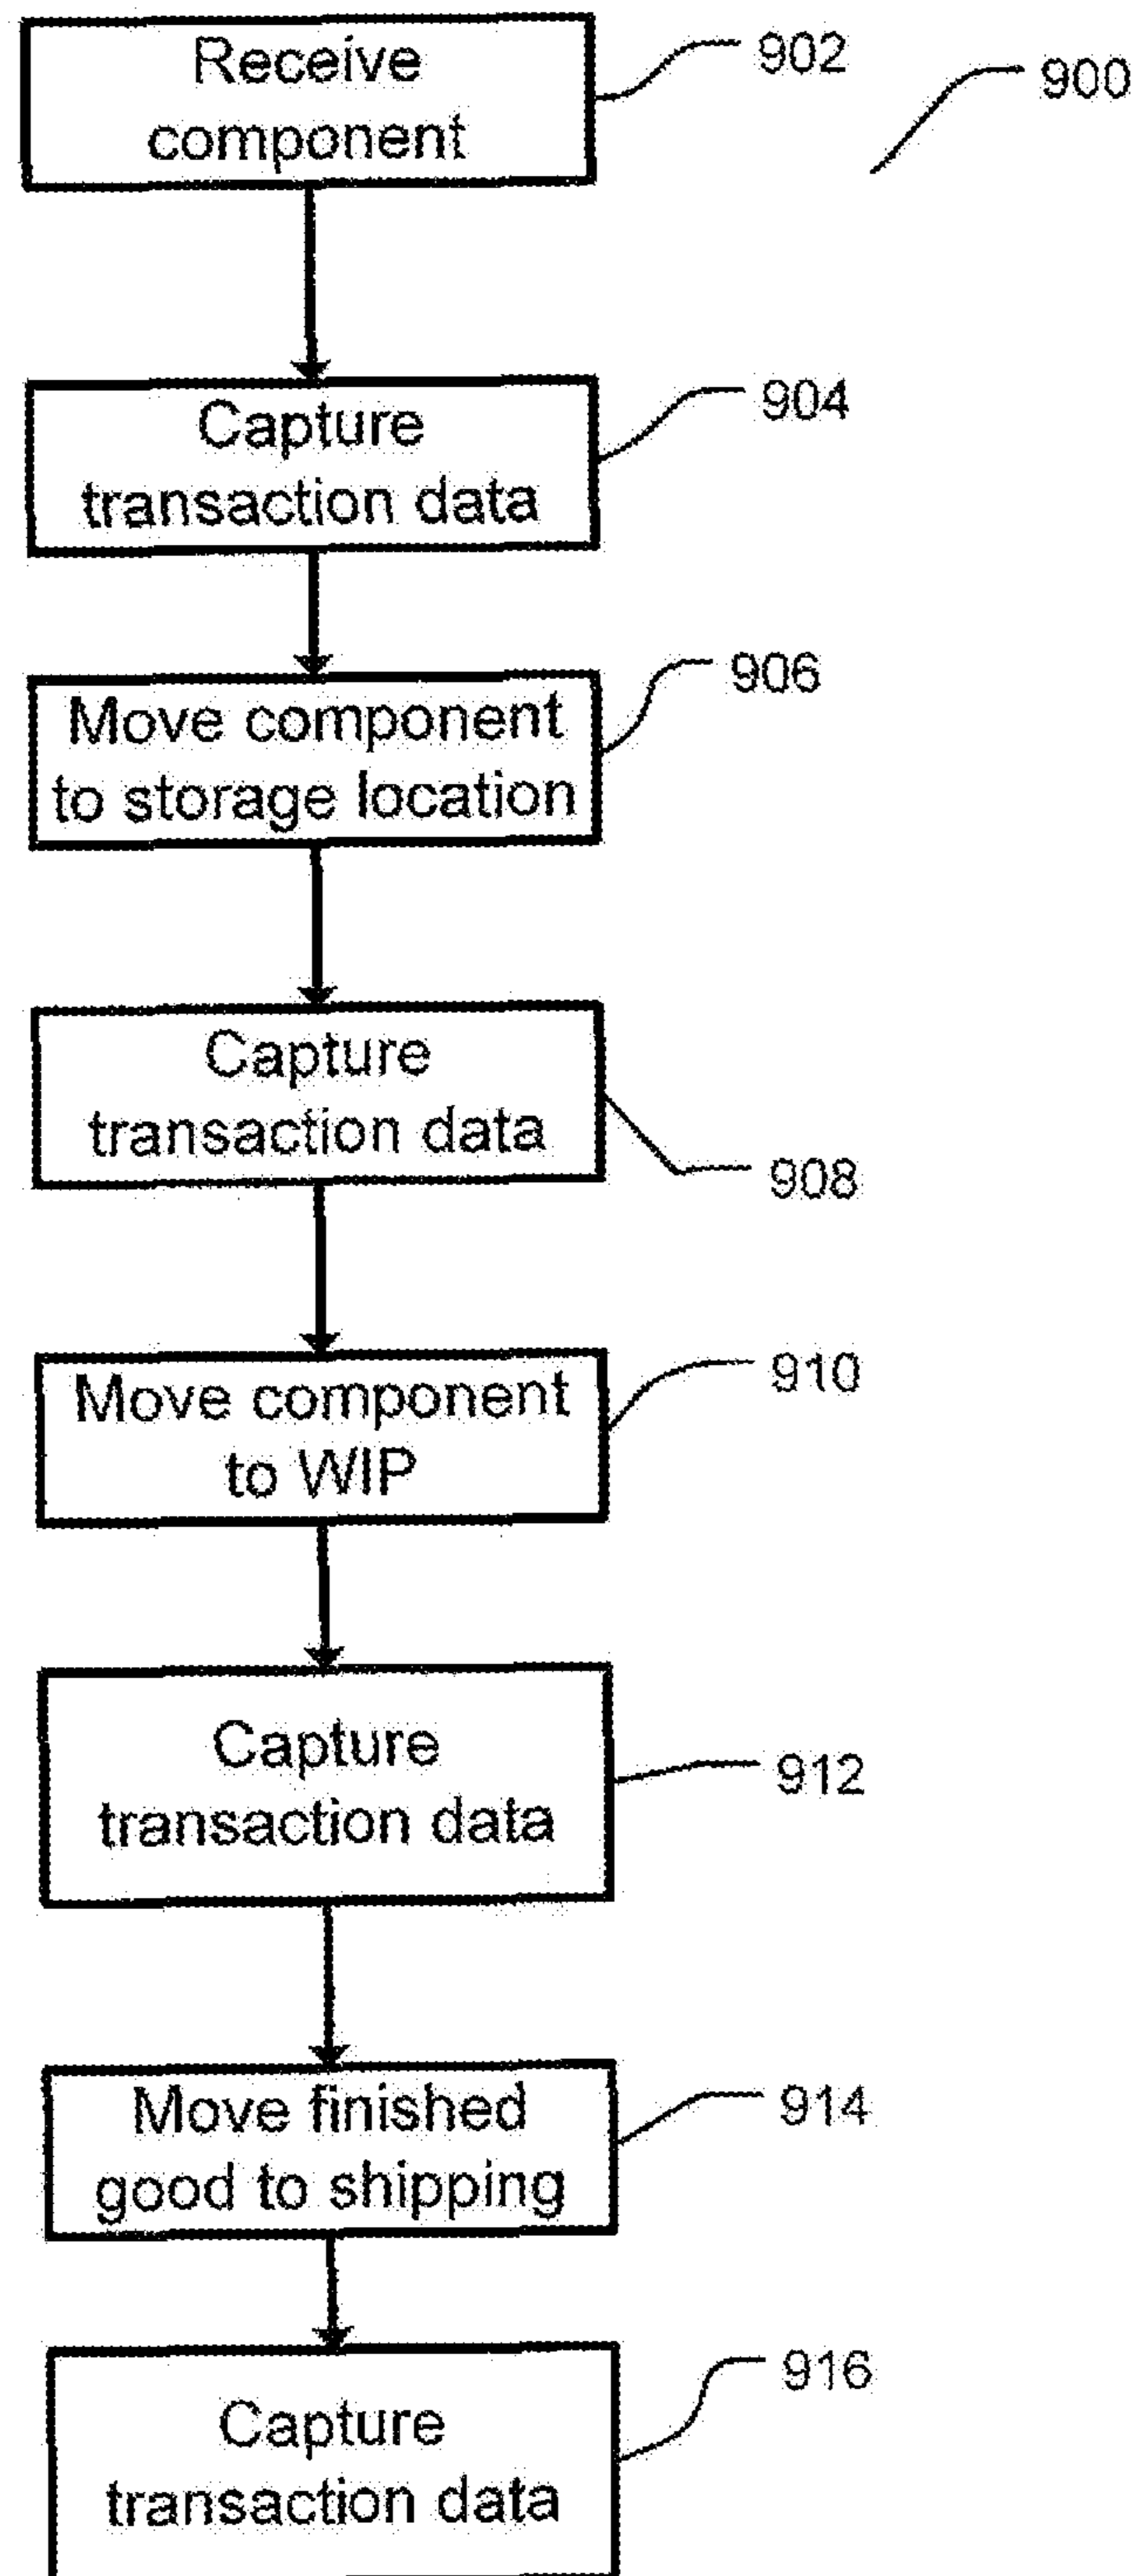 Receive
component
902
900
Capture
transaction data
904
Move component
to storage location
906
Capture
transaction data
908
Move component
to WIP
910
Capture
transaction data
912
Move finished
good to shipping
914
Capture
transaction data
916